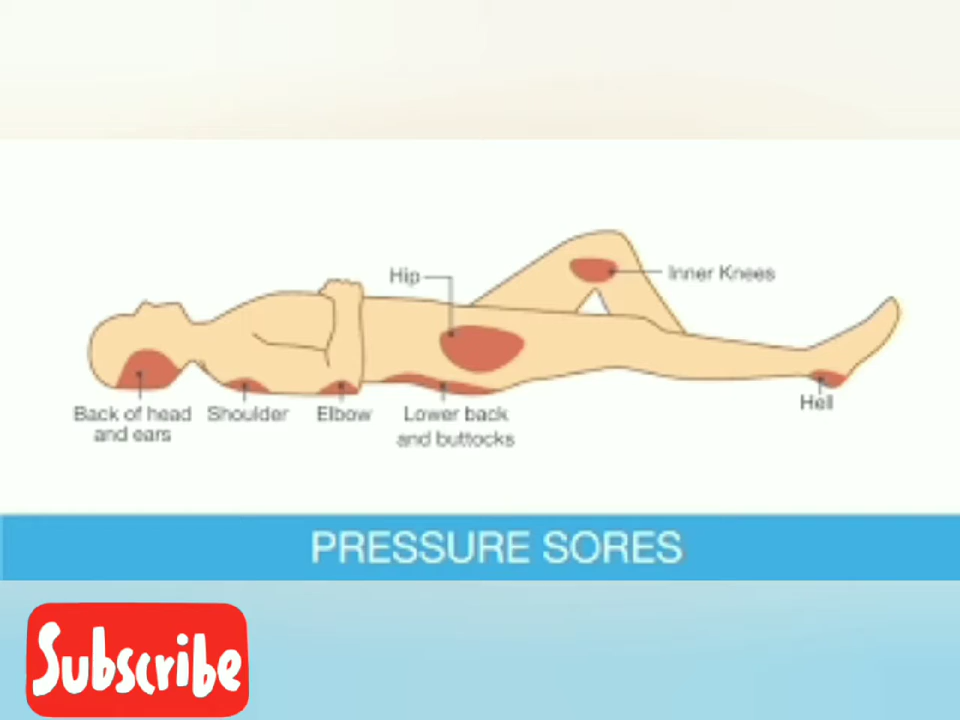 Hip
Inner Knees
Back of head
and ears
Shoulder
Elbow
Lower back
and buttocks
Hell
PRESSURE SORES
Subscribe